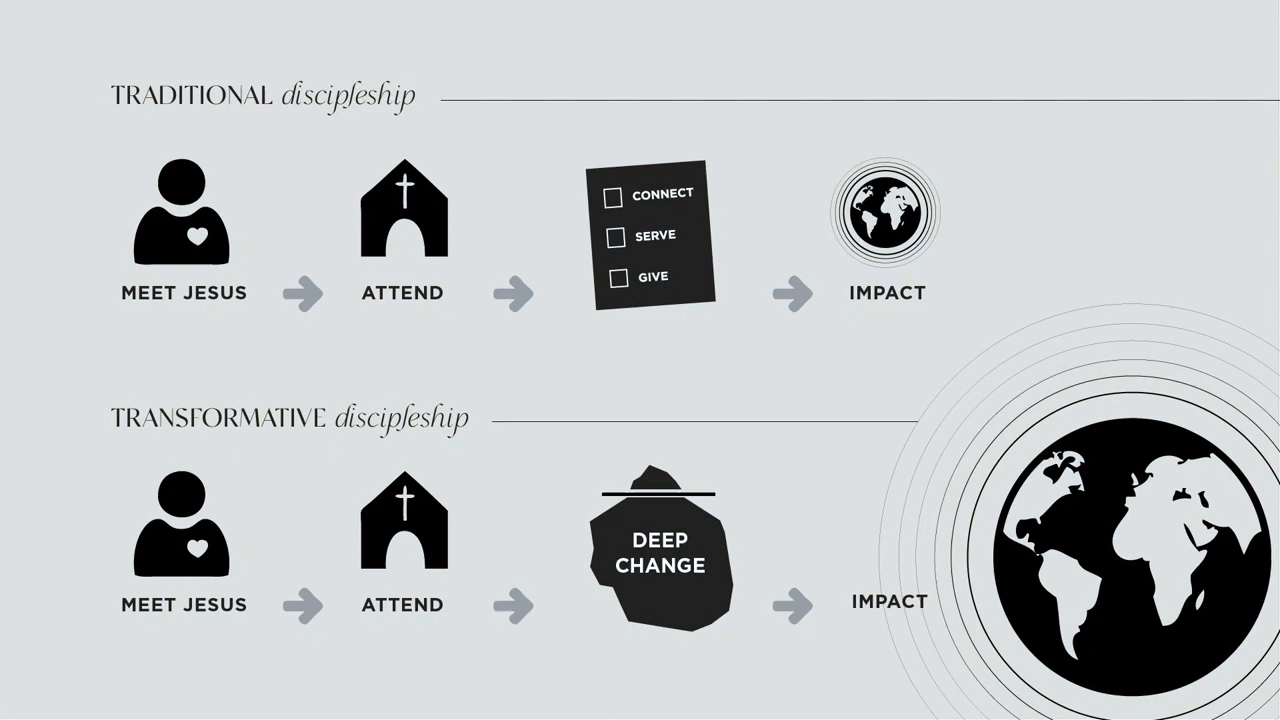 TRADITIONAL discipleship
CONNECT
SERVE
GIVE
MEET JESUS
ATTEND
IMPACT
TRANSFORMATIVE discipleship
DEEP
CHANGE
MEET JESUS
ATTEND
IMPACT